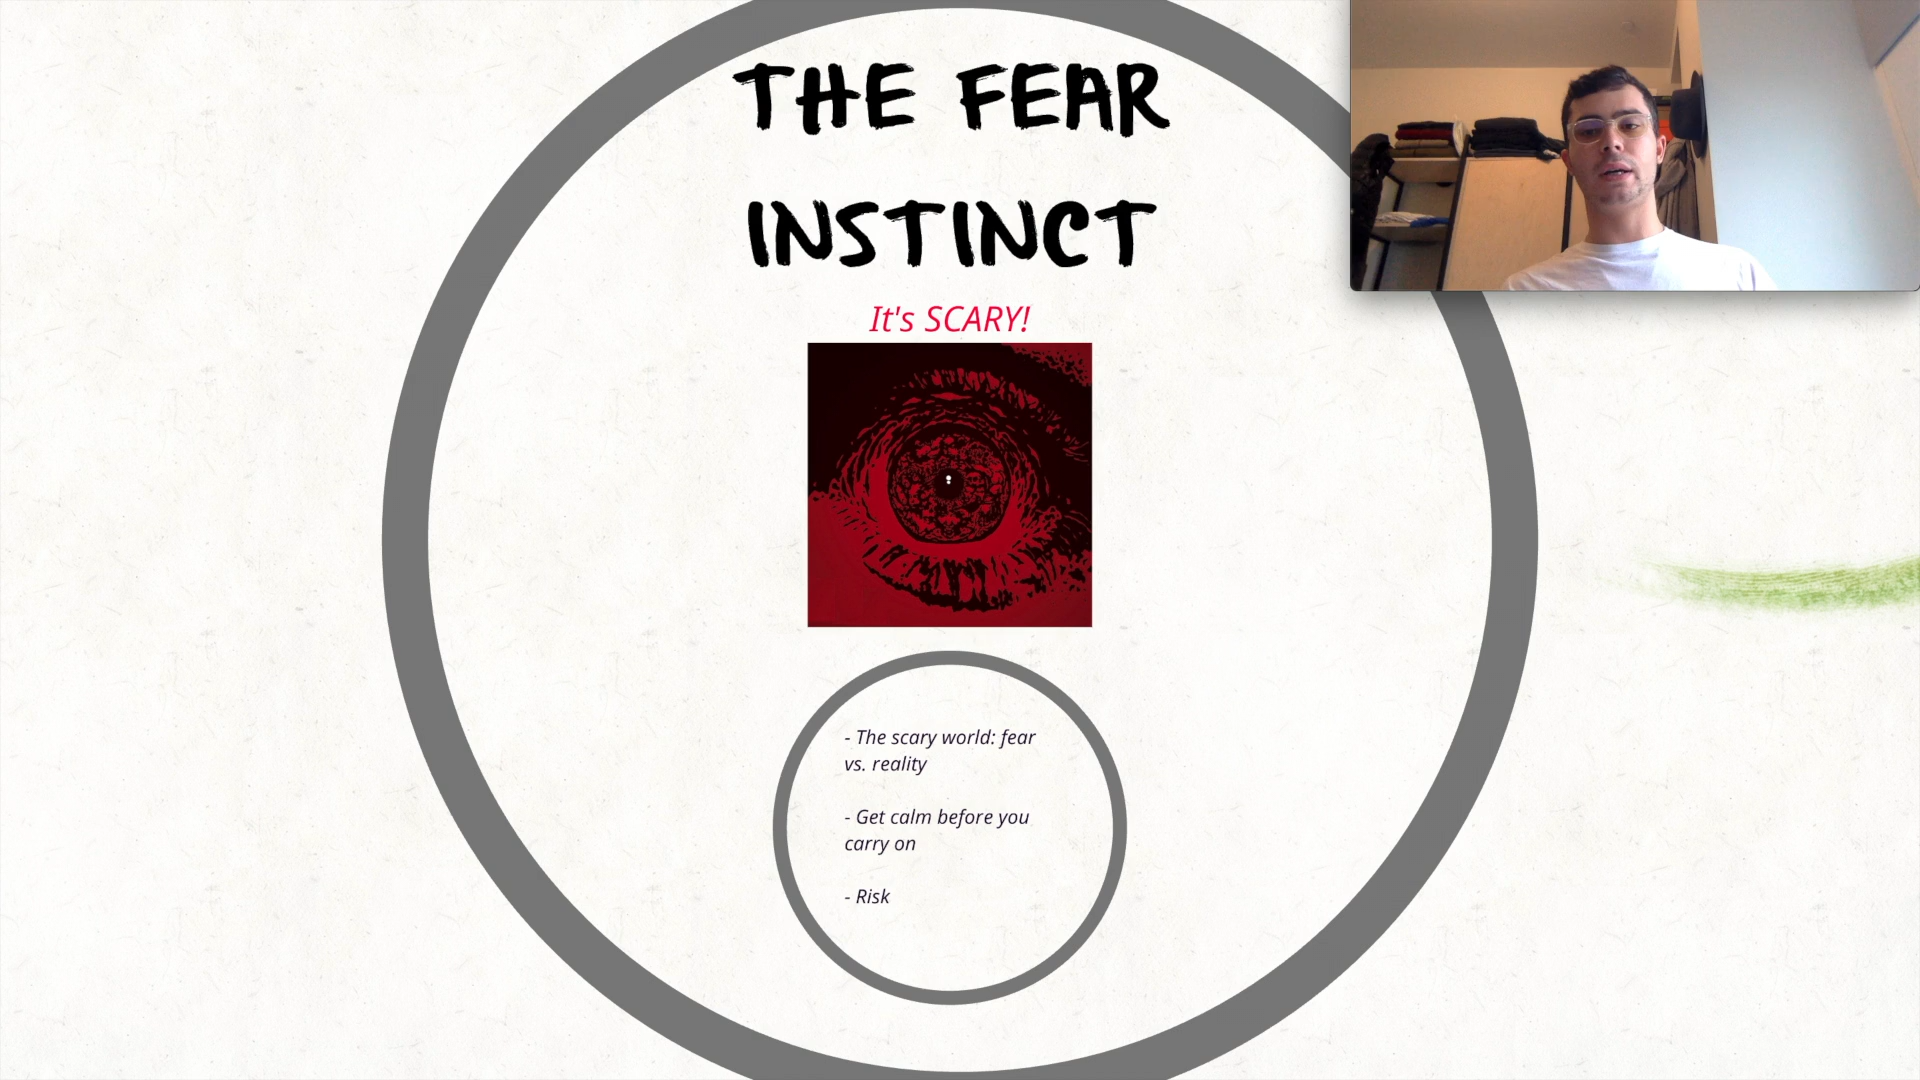 THE FEAR
INSTINCT
It's SCARY!
- The scary world: fear
vs. reality
- Get calm before you
carry on
- Risk